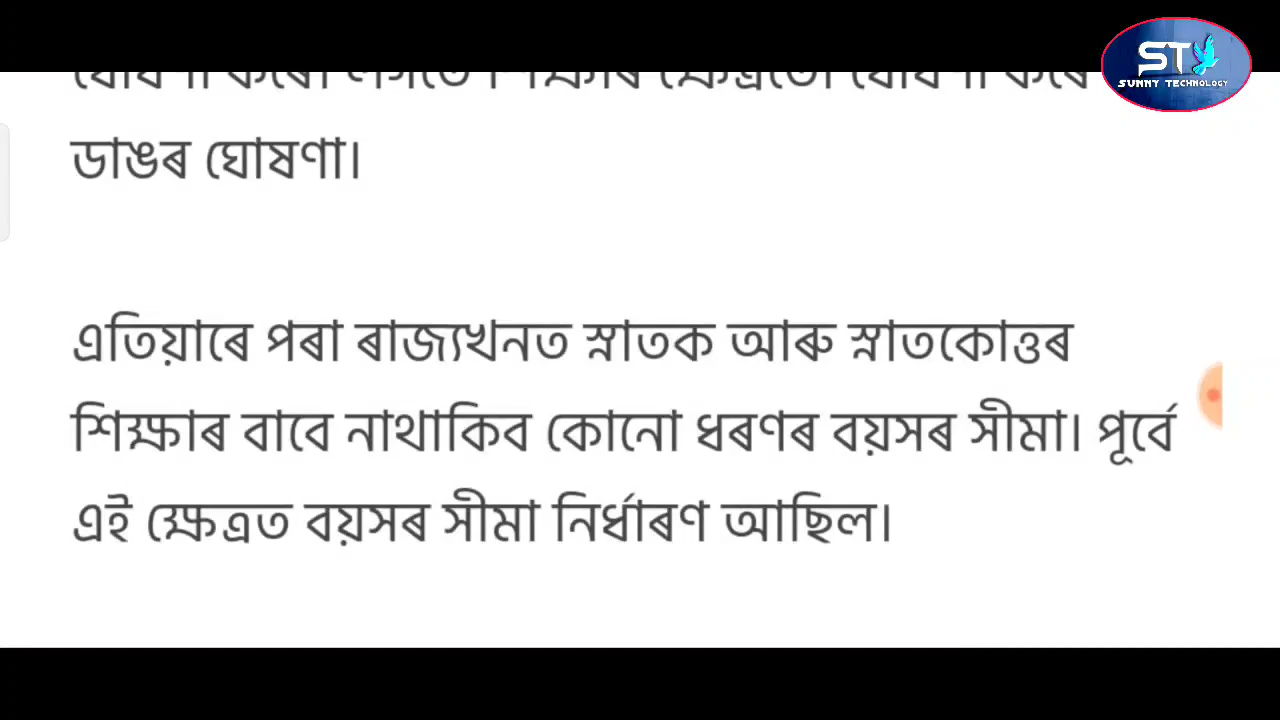 ST
SUNNY TECHNOLOGY
ডাঙৰ ঘোষণা।
এতিয়াৰে পৰা ৰাজ্যখনত স্নাতক আৰু স্নাতকোত্তৰ
শিক্ষাৰ বাবে নাথাকিব কোনো ধৰণৰ বয়সৰ সীমা। পূৰ্বে
এই ক্ষেত্ৰত বয়সৰ সীমা নিৰ্ধাৰণ আছিল।